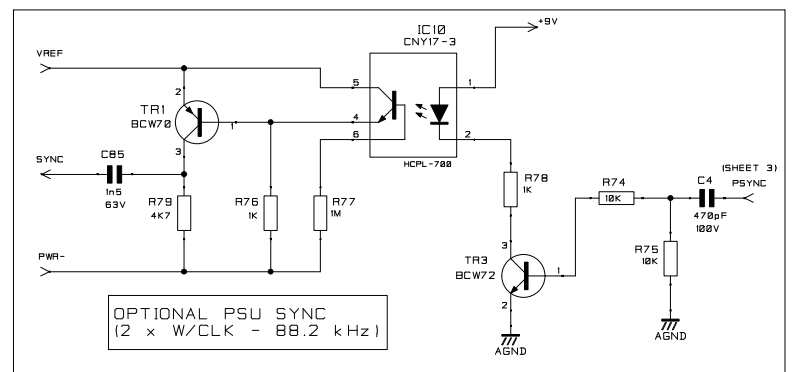 IC10
CNY17-3
+9V
VREF
5
1
TR1
BCW70
2
1
4
6
2
3
HCPL-700
SYNC
C85
1n5
63V
R79
4K7
R76
1K
R77
1M
R78
1K
R74
10K
C4
470pF
100V
(SHEET 3)
PSYNC
R75
10K
TR3
BCW72
3
1
2
PWR-
AGND
AGND
OPTIONAL PSU SYNC
(2 x W/CLK - 88.2 kHz)